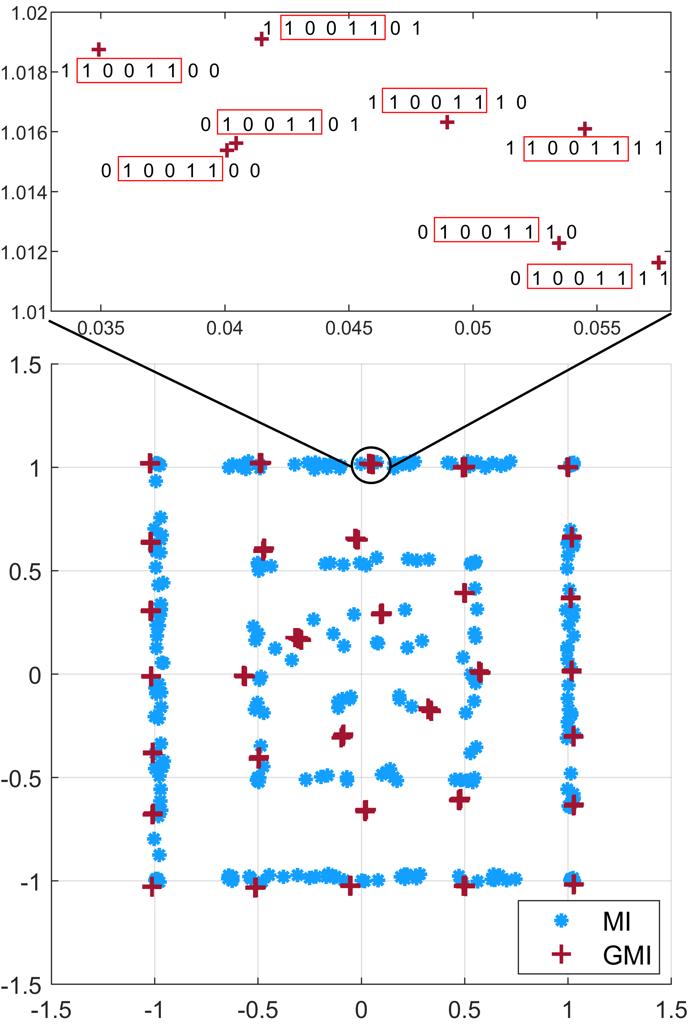 1.02
1 1 0 0 1 1 0 1
1.018
1 1 0 0 1 1 0 0
1 1 0 0 1 1 1 0
0 1 0 0 1 1 0 1
1.016
1 1 0 0 1 1 1 1
0 1 0 0 1 1 0 0
1.014
0 1 0 0 1 1 1 0
1.012
0 1 0 0 1 1 1 1
1.01
0.035 0.04 0.045 0.05 0.055
1.5
1
0.5
0
-0.5
-1
MI
GMI
-1.5
-1.5 -1 -0.5 0 0.5 1 1.5